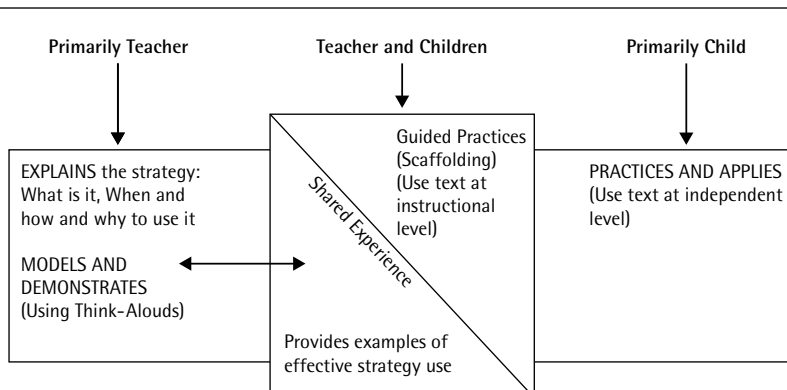 Primarily Teacher
Teacher and Children
Primarily Child
EXPLAINS the strategy:
What is it, When and
how and why to use it
MODELS AND
DEMONSTRATES
(Using Think-Alouds)
Guided Practices
(Scaffolding)
(Use text at
instructional
level)
Shared Experience
Provides examples of
effective strategy use
PRACTICES AND APPLIES
(Use text at independent
level)